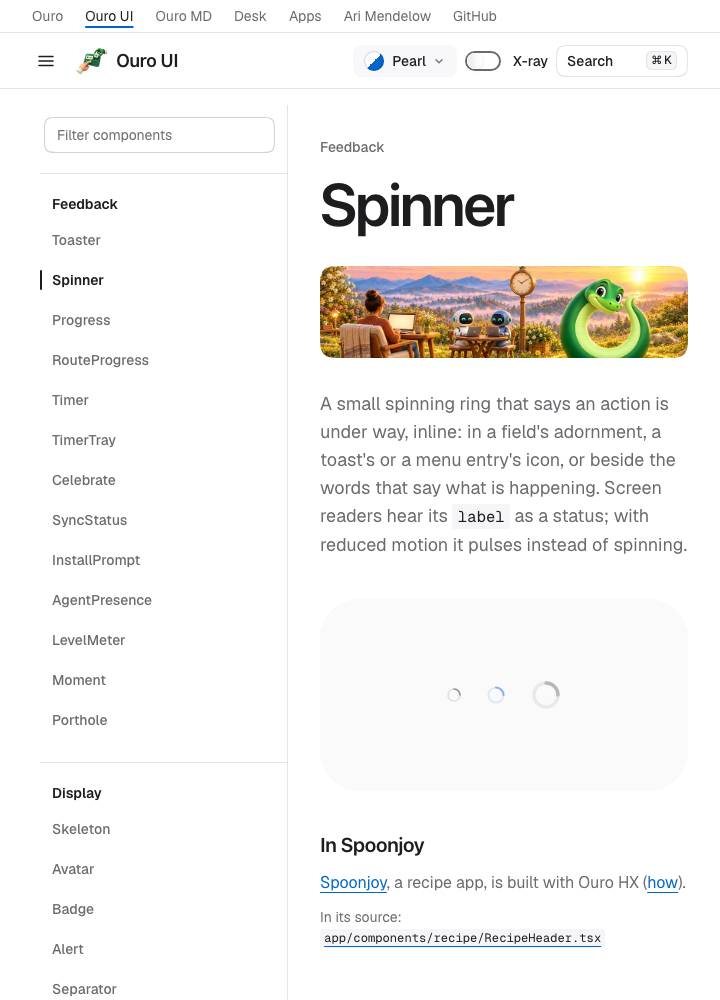 Ouro
Ouro UI
Ouro MD
Desk
Apps
Ari Mendelow
GitHub
Ouro UI
Pearl
X-ray
Search
⌘ K
Filter components
Feedback
Toaster
Spinner
Progress
RouteProgress
Timer
TimerTray
Celebrate
SyncStatus
InstallPrompt
AgentPresence
LevelMeter
Moment
Porthole
Display
Skeleton
Avatar
Badge
Alert
Separator
Feedback
Spinner
A small spinning ring that says an action is
under way, inline: in a field's adornment, a
toast's or a menu entry's icon, or beside the
words that say what is happening. Screen
readers hear its label as a status; with
reduced motion it pulses instead of spinning.
In Spoonjoy
Spoonjoy, a recipe app, is built with Ouro HX (how).
In its source:
app/components/recipe/RecipeHeader.tsx